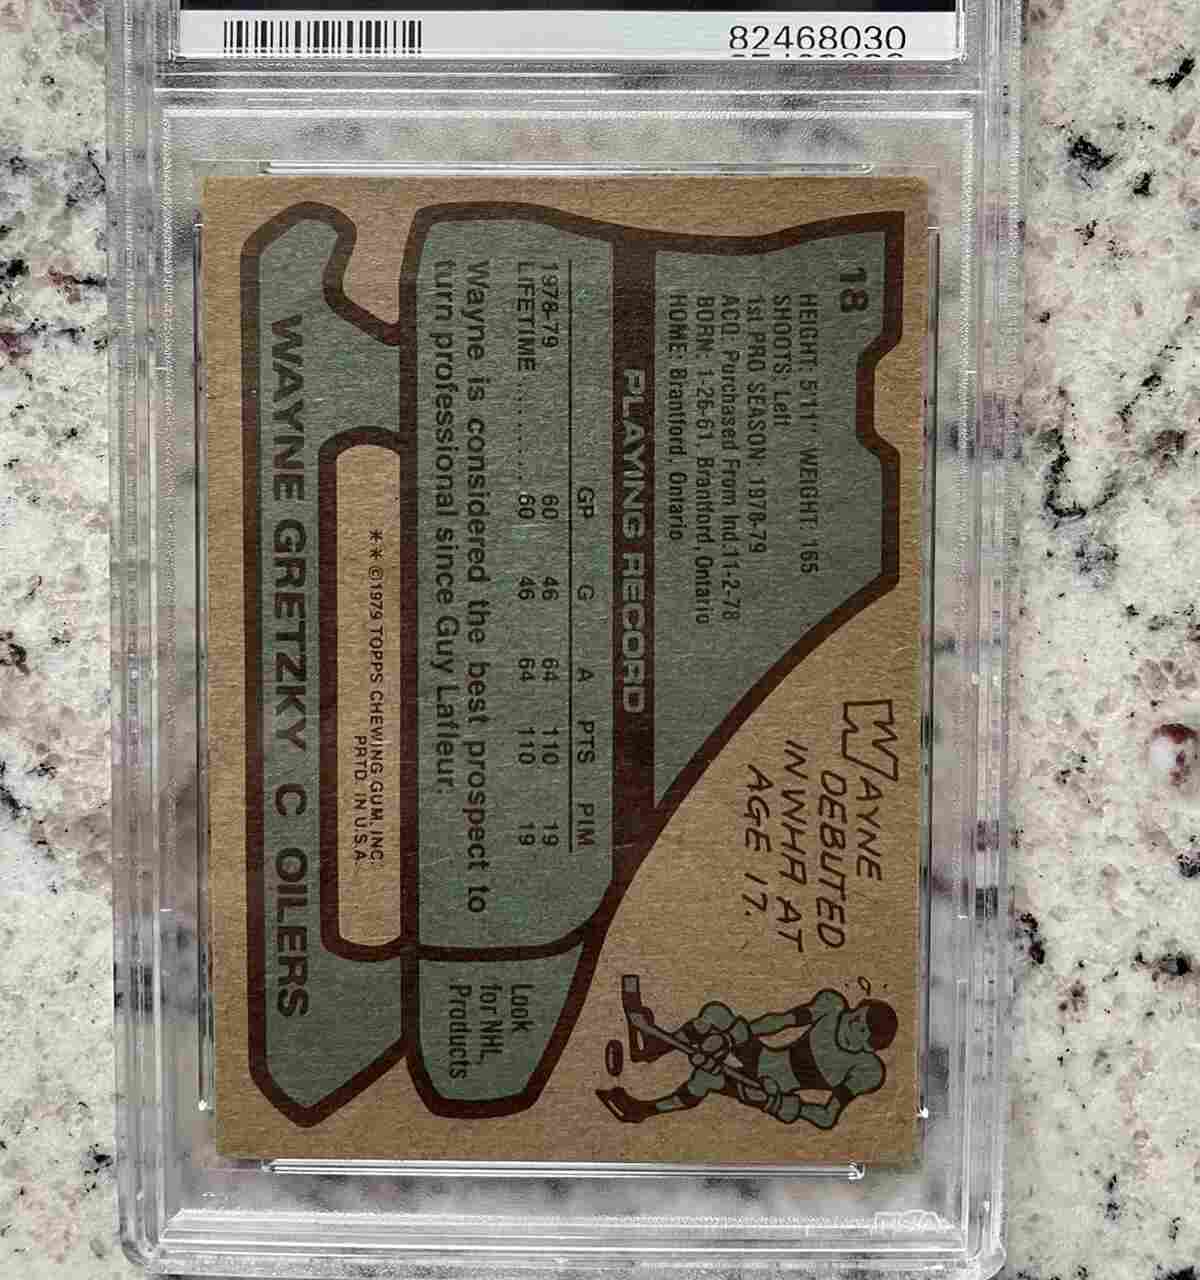 82468030
18
HEIGHT: 5'11" WEIGHT: 165
SHOOTS: Left
1st PRO SEASON: 1978-79
ACQ. Purchased From Ind.11-2-78
BORN: 1-26-61, Brantford, Ontario
HOME: Brantford, Ontario
WAYNE
DEBUTED
IN WHA AT
AGE 17.
PLAYING RECORD
GP G A PTS PIM
1978-79 60 46 64 110 19
LIFETIME ........ 60 46 64 110 19
Wayne is considered the best prospect to
turn professional since Guy Lafleur.
Look
for NHL
Products
**©1979 TOPPS CHEWING GUM, INC.
PRTD. IN U.S.A.
WAYNE GRETZKY C OILERS